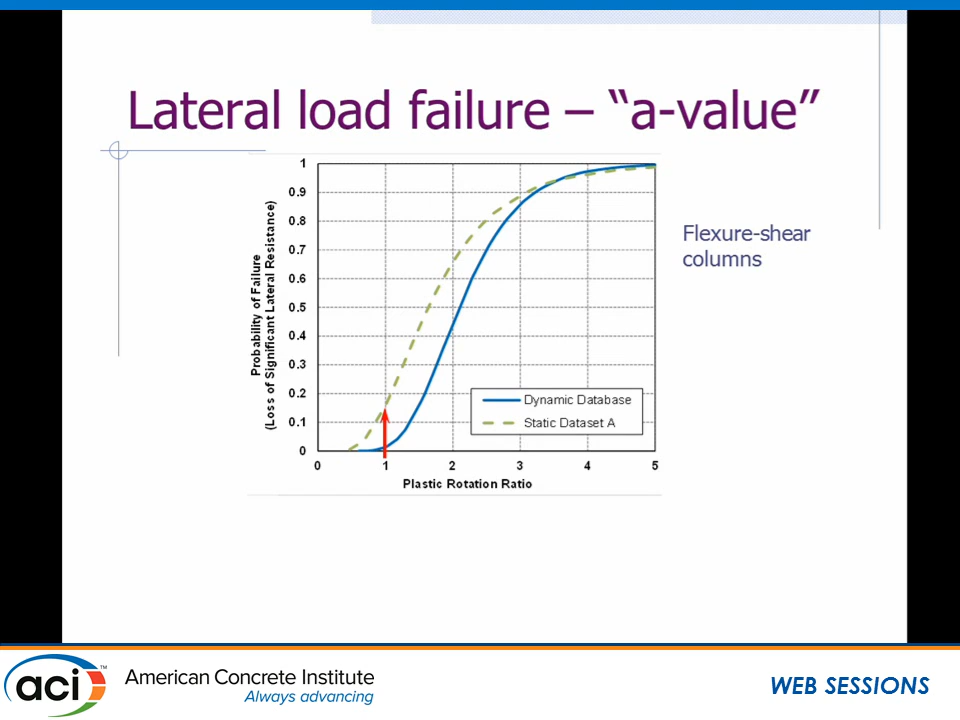 Lateral load failure – “a-value”
Probability of Failure
(Loss of Significant Lateral Resistance)
1
0.9
0.8
0.7
0.6
0.5
0.4
0.3
0.2
0.1
0
0 1 2 3 4 5
Plastic Rotation Ratio
Dynamic Database
Static Dataset A
Flexure-shear
columns
aci™
American Concrete Institute
Always advancing
WEB SESSIONS